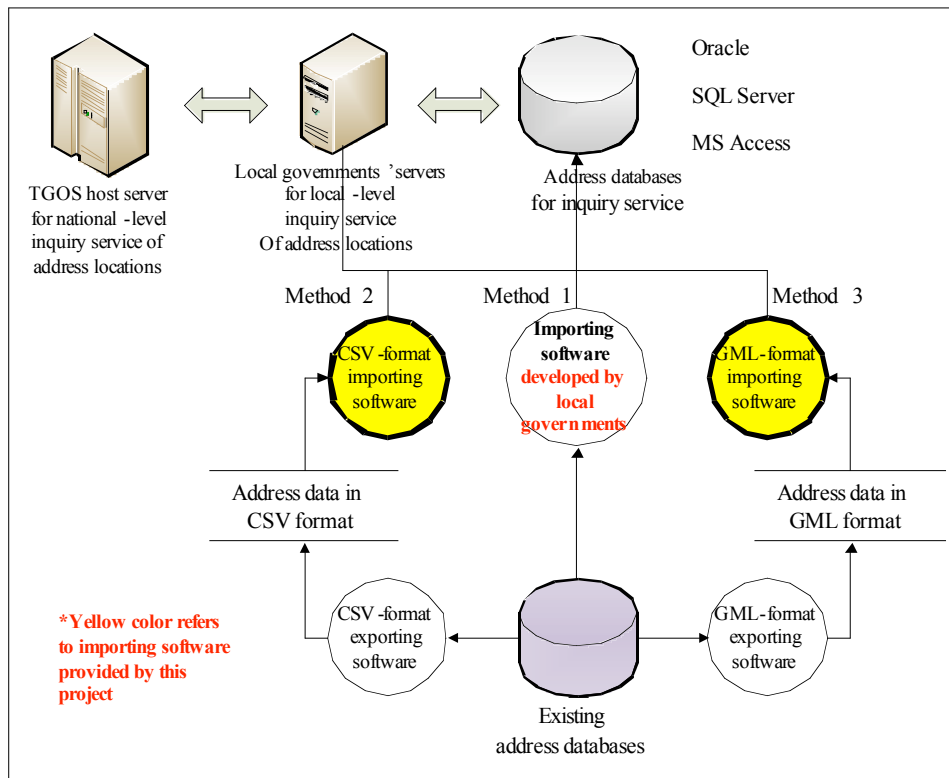 Oracle
SQL Server
MS Access
TGOS host server
for national -level
inquiry service of
address locations
Local governments 'servers
for local -level
inquiry service
Of address locations
Address databases
for inquiry service
Method 2
Method 1
Method 3
CSV-format
importing
software
Importing
software
developed by
local
governments
GML-format
importing
software
Address data in
CSV format
Address data in
GML format
*Yellow color refers
to importing software
provided by this
project
CSV-format
exporting
software
GML-format
exporting
software
Existing
address databases